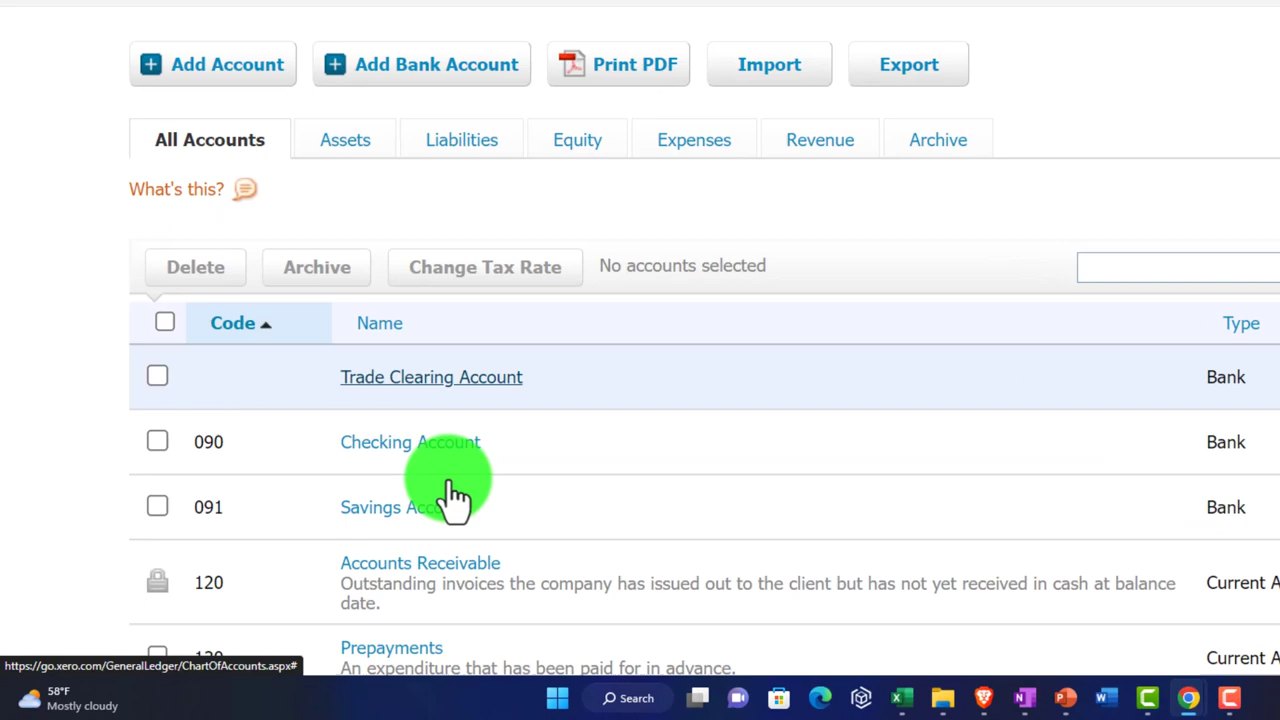 Add Account Add Bank Account Print PDF Import Export
All Accounts Assets Liabilities Equity Expenses Revenue Archive
What's this?
Delete Archive Change Tax Rate No accounts selected
Code Name Type
Trade Clearing Account Bank
090 Checking Account Bank
091 Savings Bank
120 Accounts Receivable Current A
Outstanding invoices the company has issued out to the client but has not yet received in cash at balance
date.
Prepayments
An expenditure that has been paid for in advance. Current A
https://go.xero.com/GeneralLedger/ChartOfAccounts.aspx#
58°F
Mostly cloudy
Search